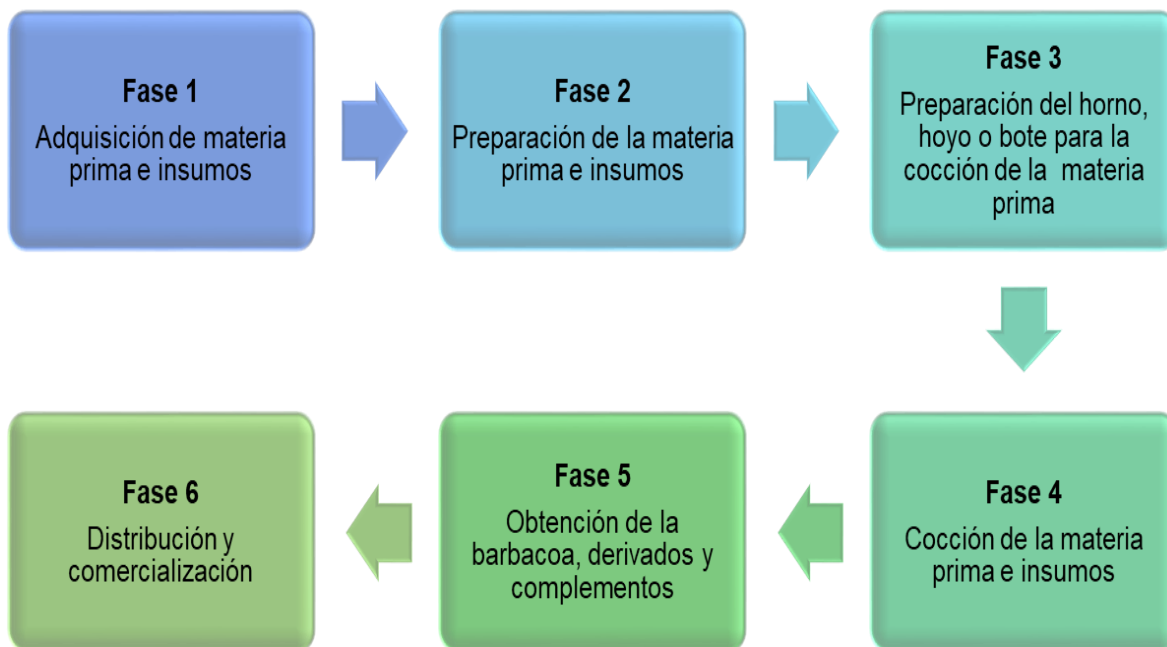 Fase 1
Adquisición de materia
prima e insumos
Fase 2
Preparación de la materia
prima e insumos
Fase 3
Preparación del horno,
hoyo o bote para la
cocción de la materia
prima
Fase 4
Cocción de la materia
prima e insumos
Fase 5
Obtención de la
barbacoa, derivados y
complementos
Fase 6
Distribución y
comercialización